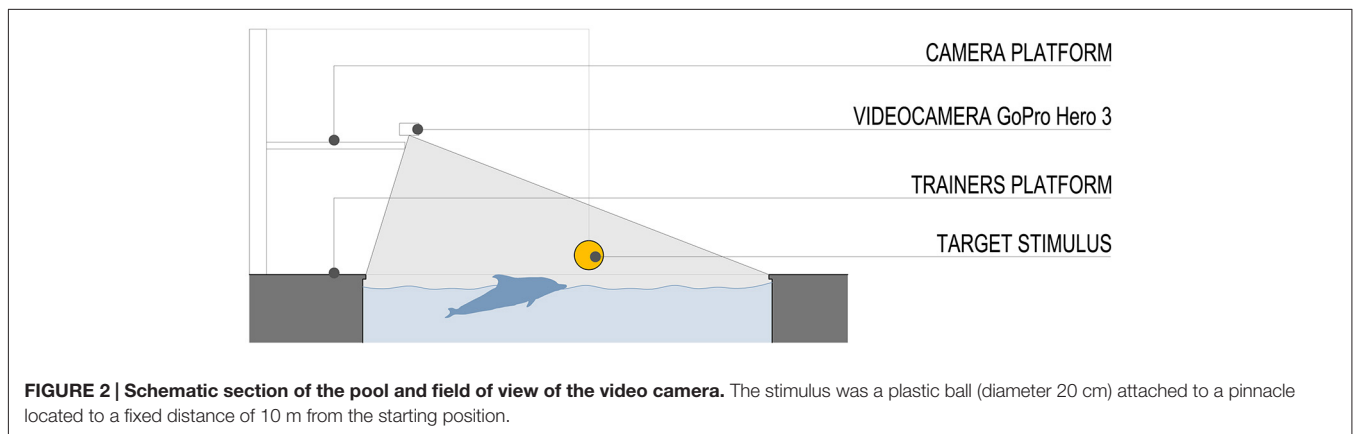 CAMERA PLATFORM
VIDEOCAMERA GoPro Hero 3
TRAINERS PLATFORM
TARGET STIMULUS
FIGURE 2 | Schematic section of the pool and field of view of the video camera. The stimulus was a plastic ball (diameter 20 cm) attached to a pinnacle
located to a fixed distance of 10 m from the starting position.